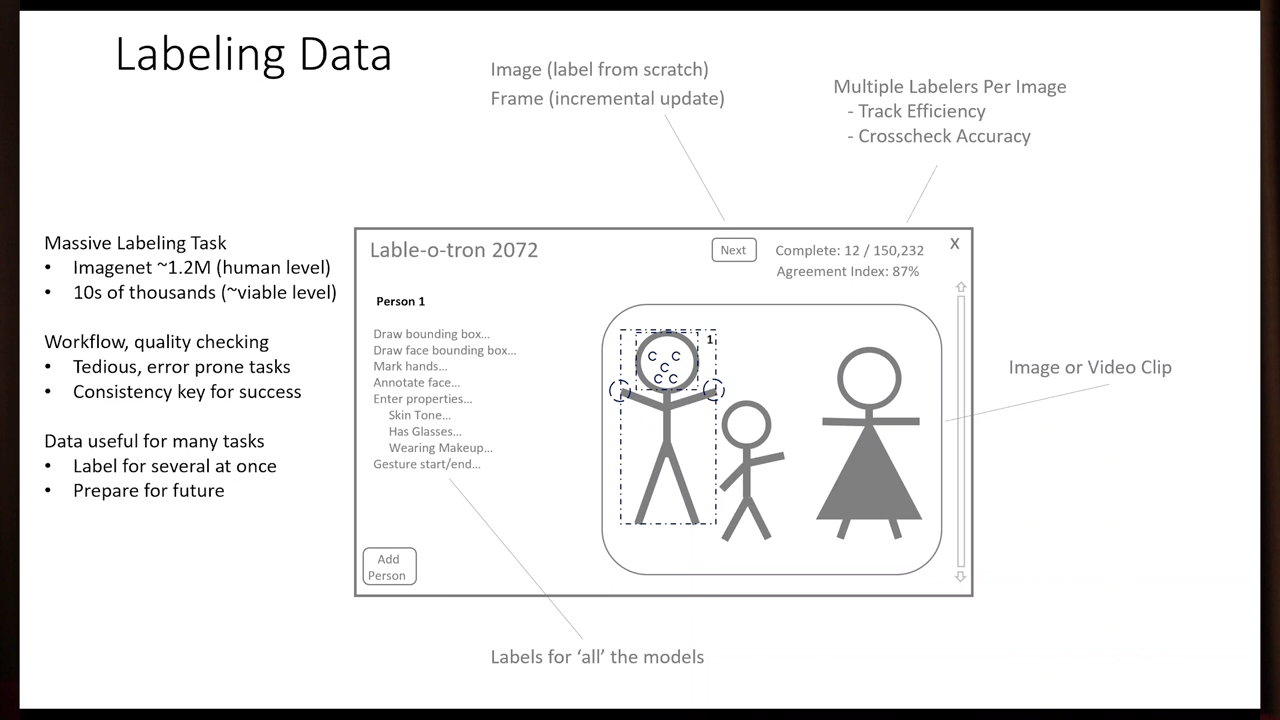 Labeling Data
Image (label from scratch)
Frame (incremental update)
Multiple Labelers Per Image
- Track Efficiency
- Crosscheck Accuracy
Massive Labeling Task
• Imagenet ~1.2M (human level)
• 10s of thousands (~viable level)
Workflow, quality checking
• Tedious, error prone tasks
• Consistency key for success
Data useful for many tasks
• Label for several at once
• Prepare for future
Lable-o-tron 2072
Next
Complete: 12 / 150,232
Agreement Index: 87%
X
Person 1
Draw bounding box...
Draw face bounding box...
Mark hands...
Annotate face...
Enter properties...
Skin Tone...
Has Glasses...
Wearing Makeup...
Gesture start/end...
Add
Person
1
C C
C
C C
Image or Video Clip
Labels for ‘all’ the models